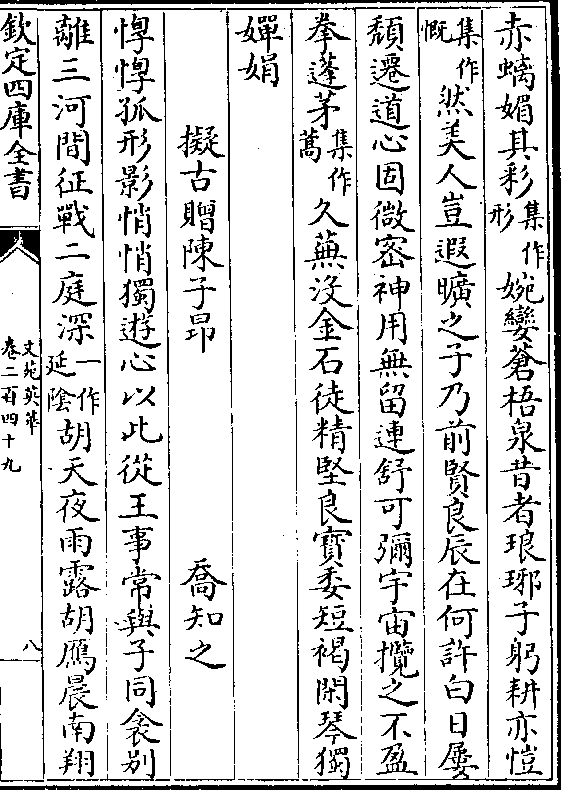 赤螭媚其彩集作形婉孌蒼梧泉昔者琅琊子躬耕亦愷
集作慨然美人豈遐曠之子乃前賢良辰在何許白日屢
頹遷道心固微密神用無留連舒可彌宇宙攬之不盈
拳蓬茅集作蒿久蕪沒金石徒精堅良寳委短褐閑琴獨
嬋娟
擬古贈陳子昂 喬知之
惸惸孤形影悄悄獨遊心以此從王事常與子同衾别
離三河間征戰二庭深一作延陰胡天夜雨露胡鴈晨南翔
欽定四庫全書
文苑英華
卷二百四十九
八